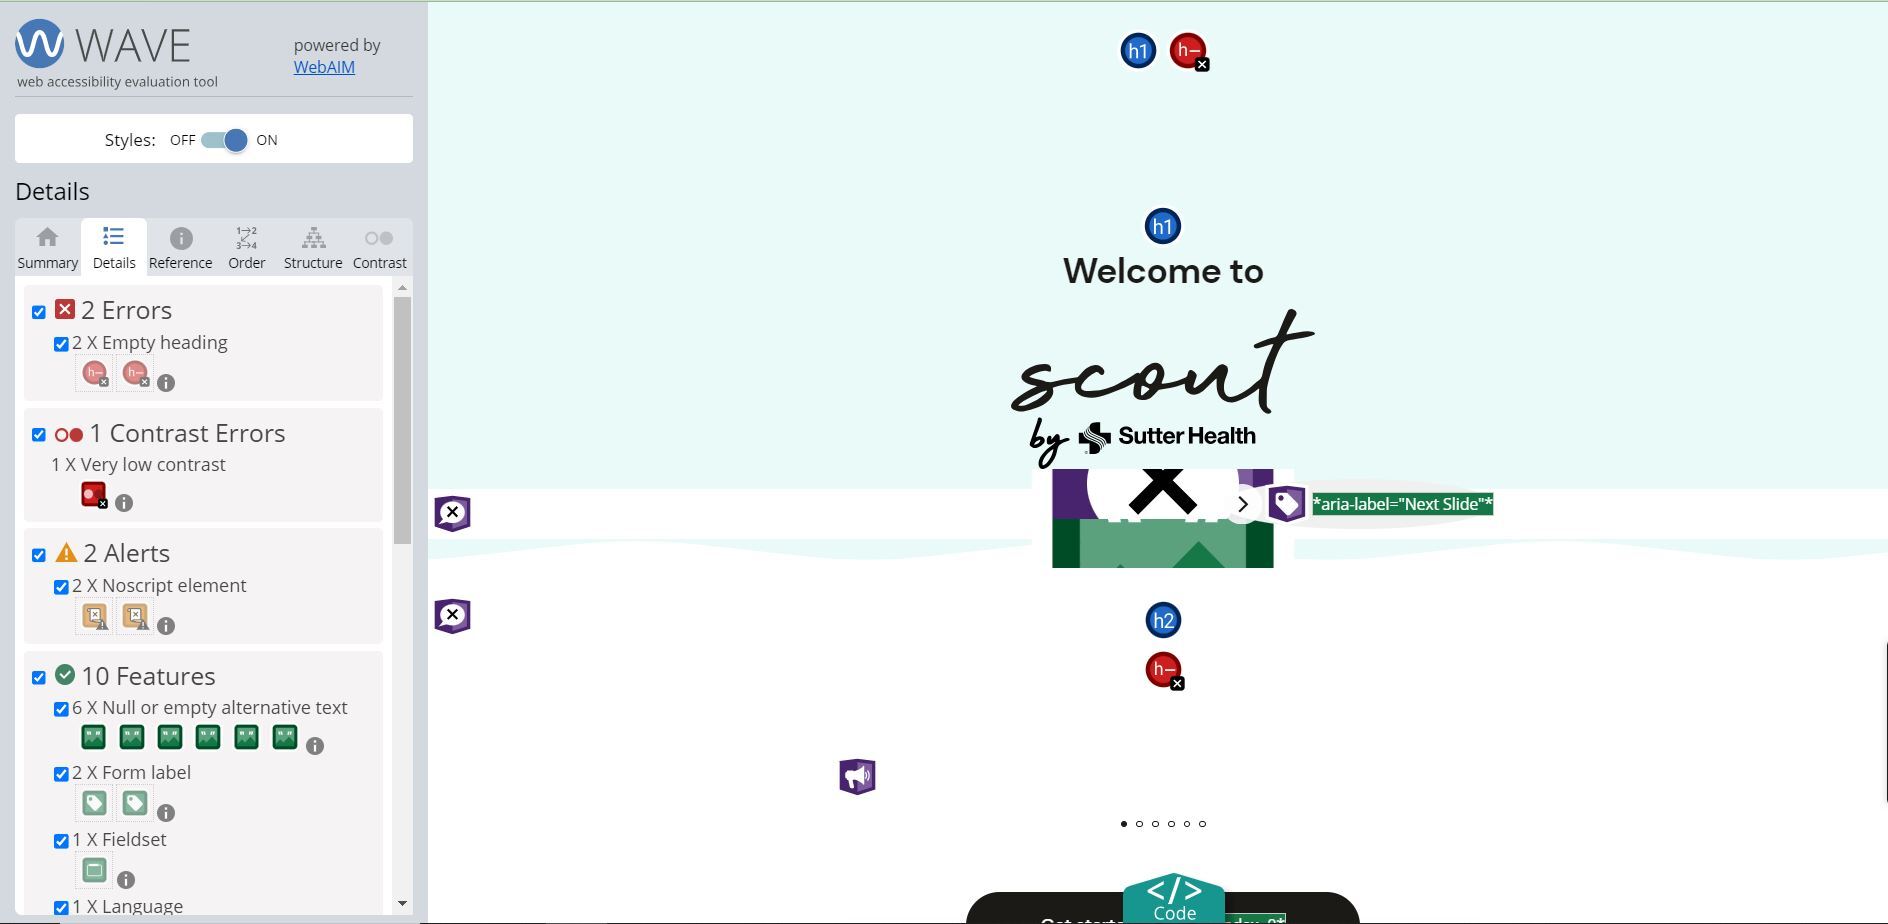 WAVE
powered by
WebAIM
web accessibility evaluation tool
Styles: OFF ON
Details
Summary Details Reference Order Structure Contrast
2 Errors
2 X Empty heading
1 Contrast Errors
1 X Very low contrast
2 Alerts
2 X Noscript element
10 Features
6 X Null or empty alternative text
2 X Form label
1 X Fieldset
1 X Language
h1 h–
h1
Welcome to
scout
by Sutter Health
*aria-label="Next Slide"*
h2
h–
</>
Code